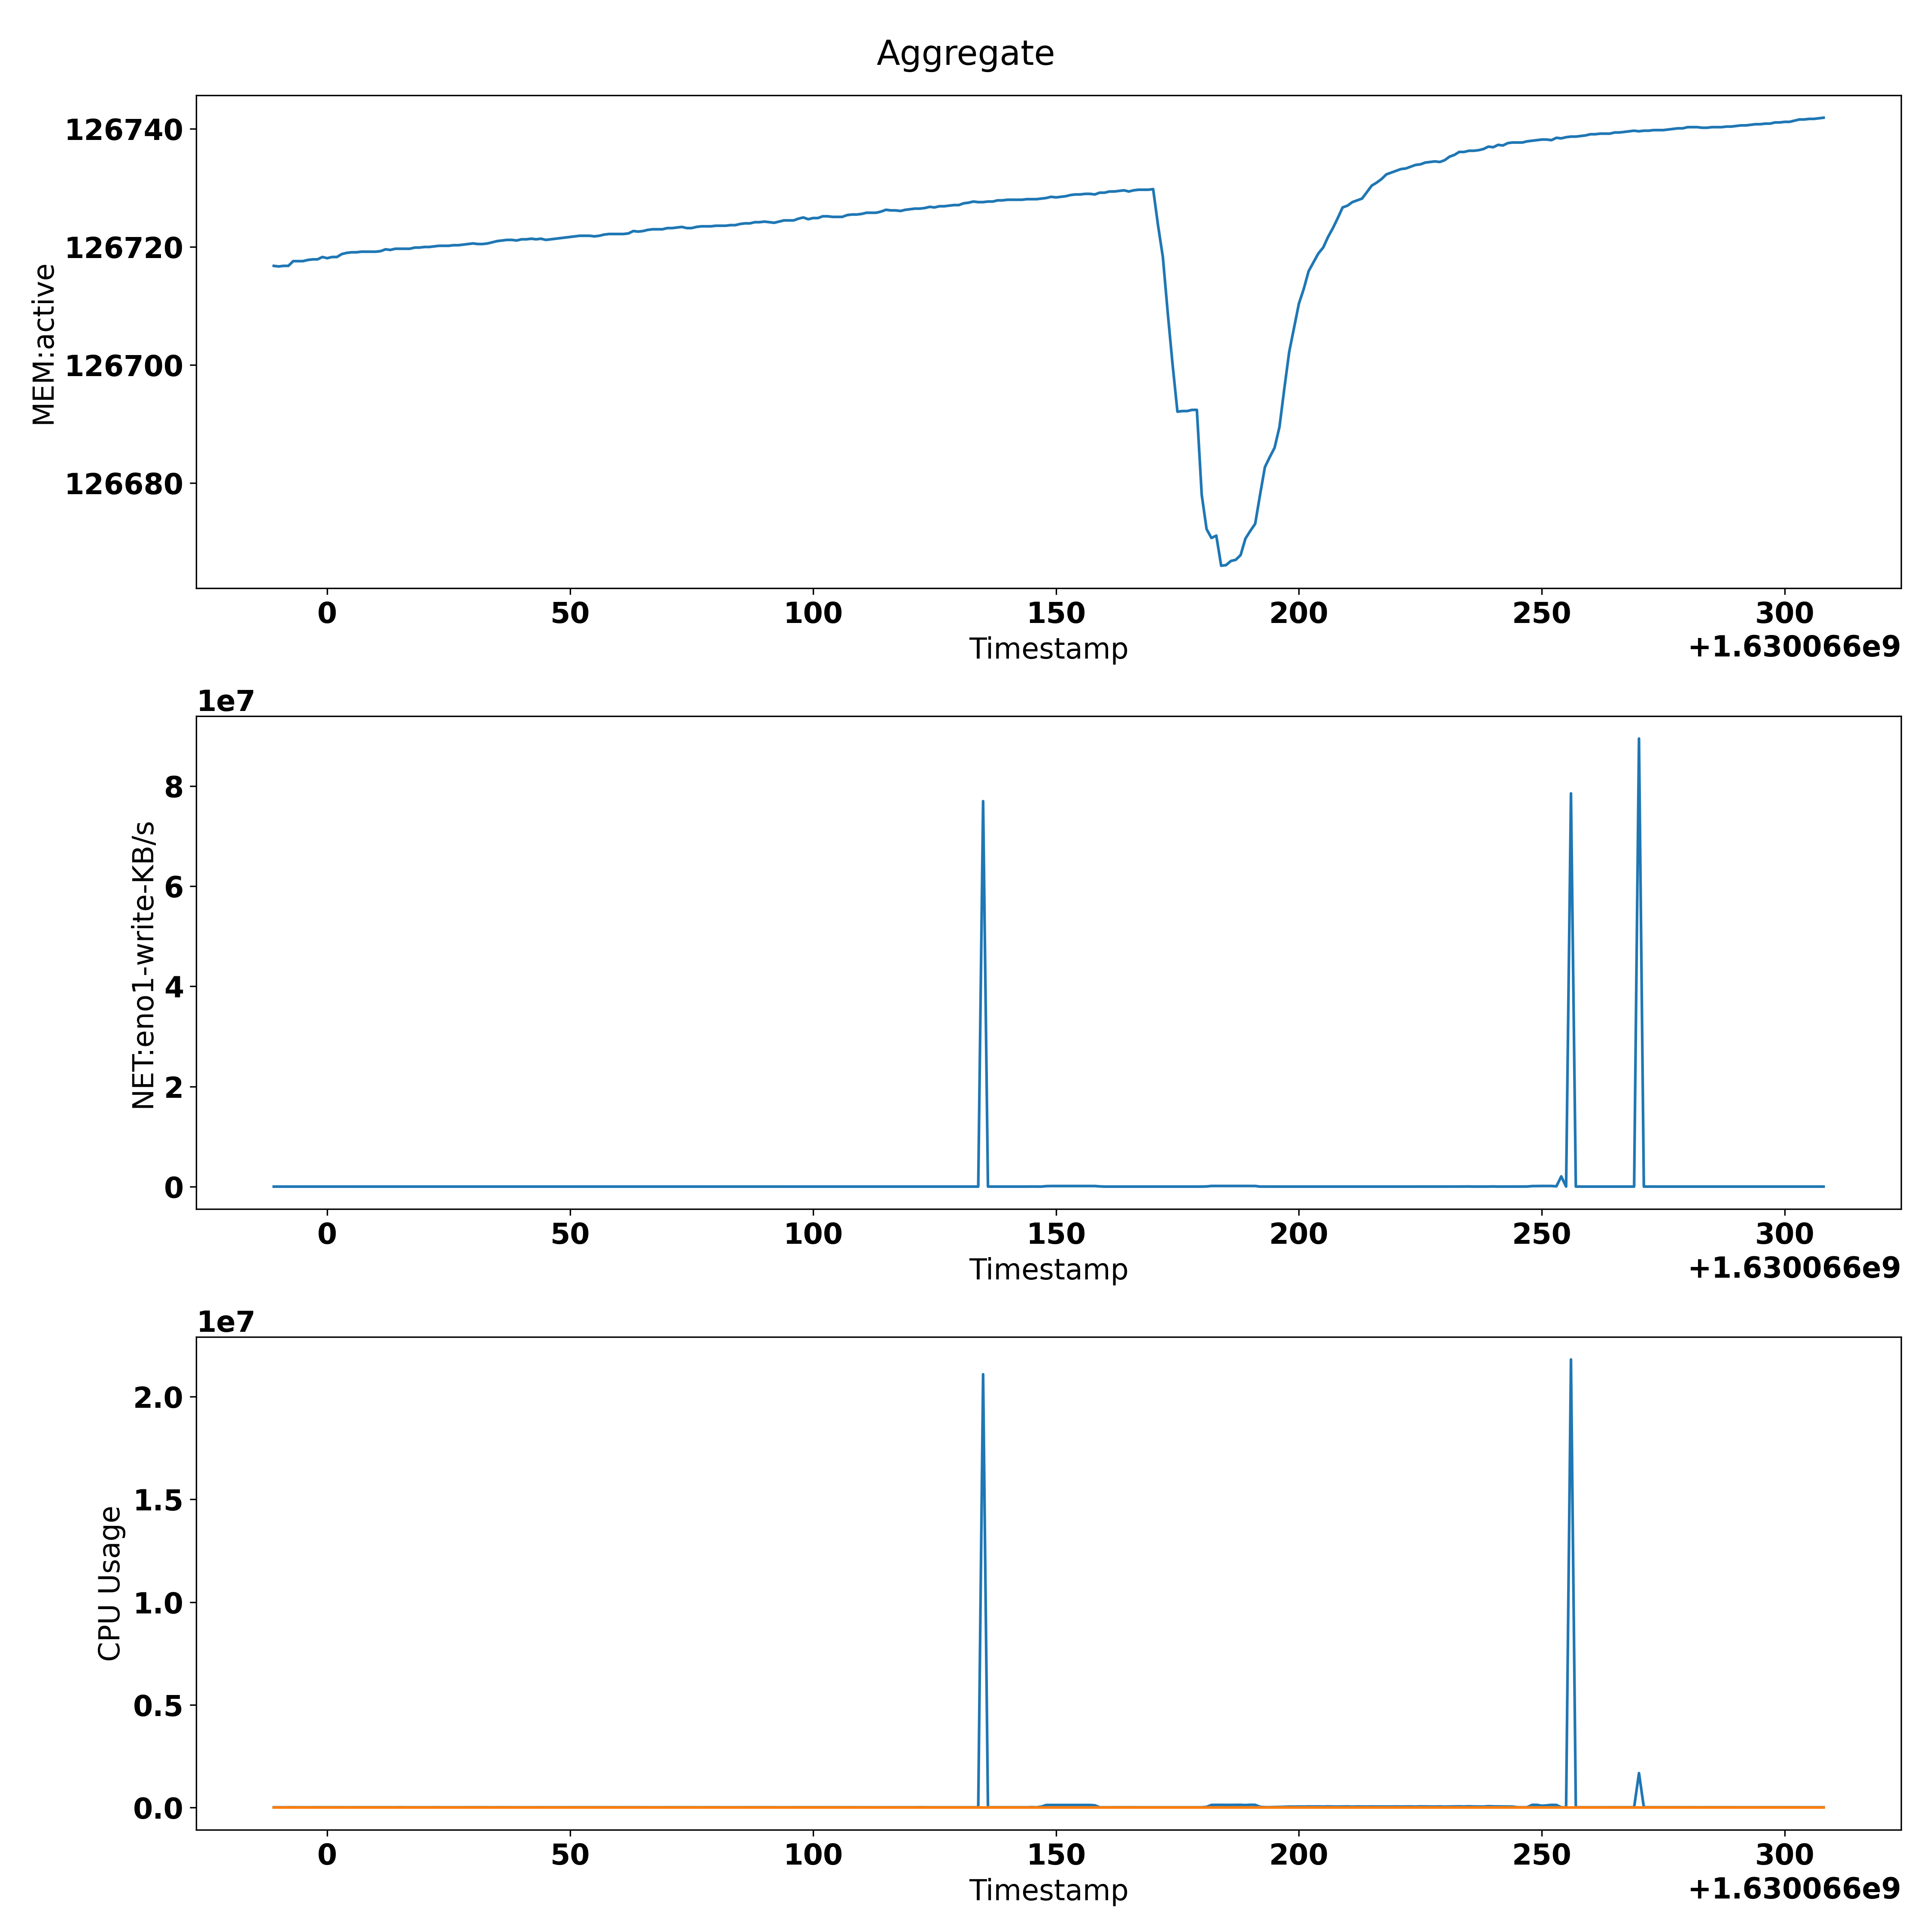 Aggregate
126740
126720
126700
126680
MEM:active
0 50 100 150 200 250 300
Timestamp
+1.630066e9
1e7
8
6
4
2
0
NET:eno1-write-KB/s
0 50 100 150 200 250 300
Timestamp
+1.630066e9
1e7
2.0
1.5
1.0
0.5
0.0
CPU Usage
0 50 100 150 200 250 300
Timestamp
+1.630066e9